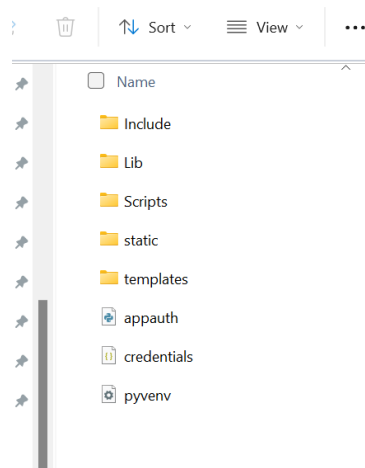 Sort
View
Name
Include
Lib
Scripts
static
templates
appauth
credentials
pyvenv